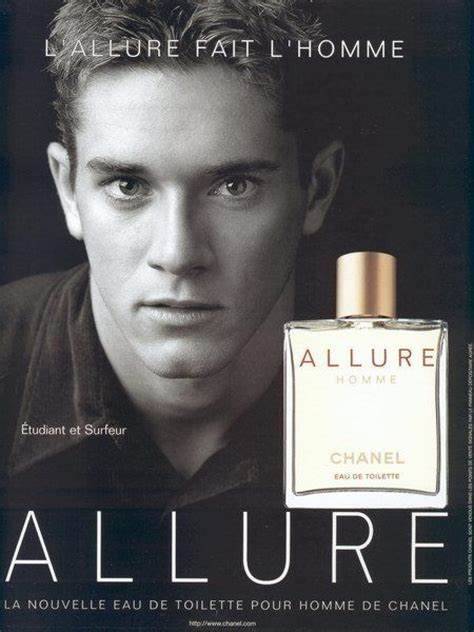 L'ALLURE FAIT L'HOMME
ALLURE
HOMME
CHANEL
EAU DE TOILETTE
Étudiant et Surfeur
ALLURE
LA NOUVELLE EAU DE TOILETTE POUR HOMME DE CHANEL
http://www.chanel.com